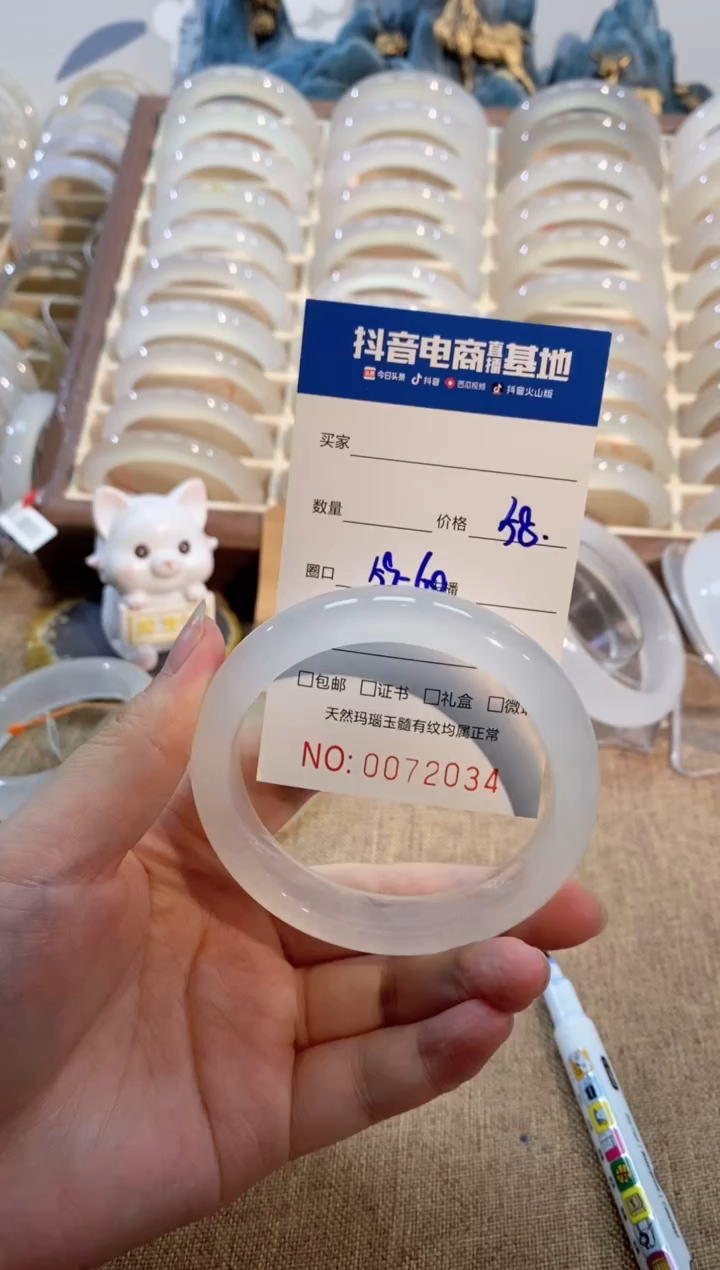 抖音电商直播基地
今日头条 抖音 西瓜视频 抖音火山版
买家
数量 价格 58.
圈口 播
包邮 证书 礼盒 微
天然玛瑙玉髓有纹均属正常
NO: 0072034